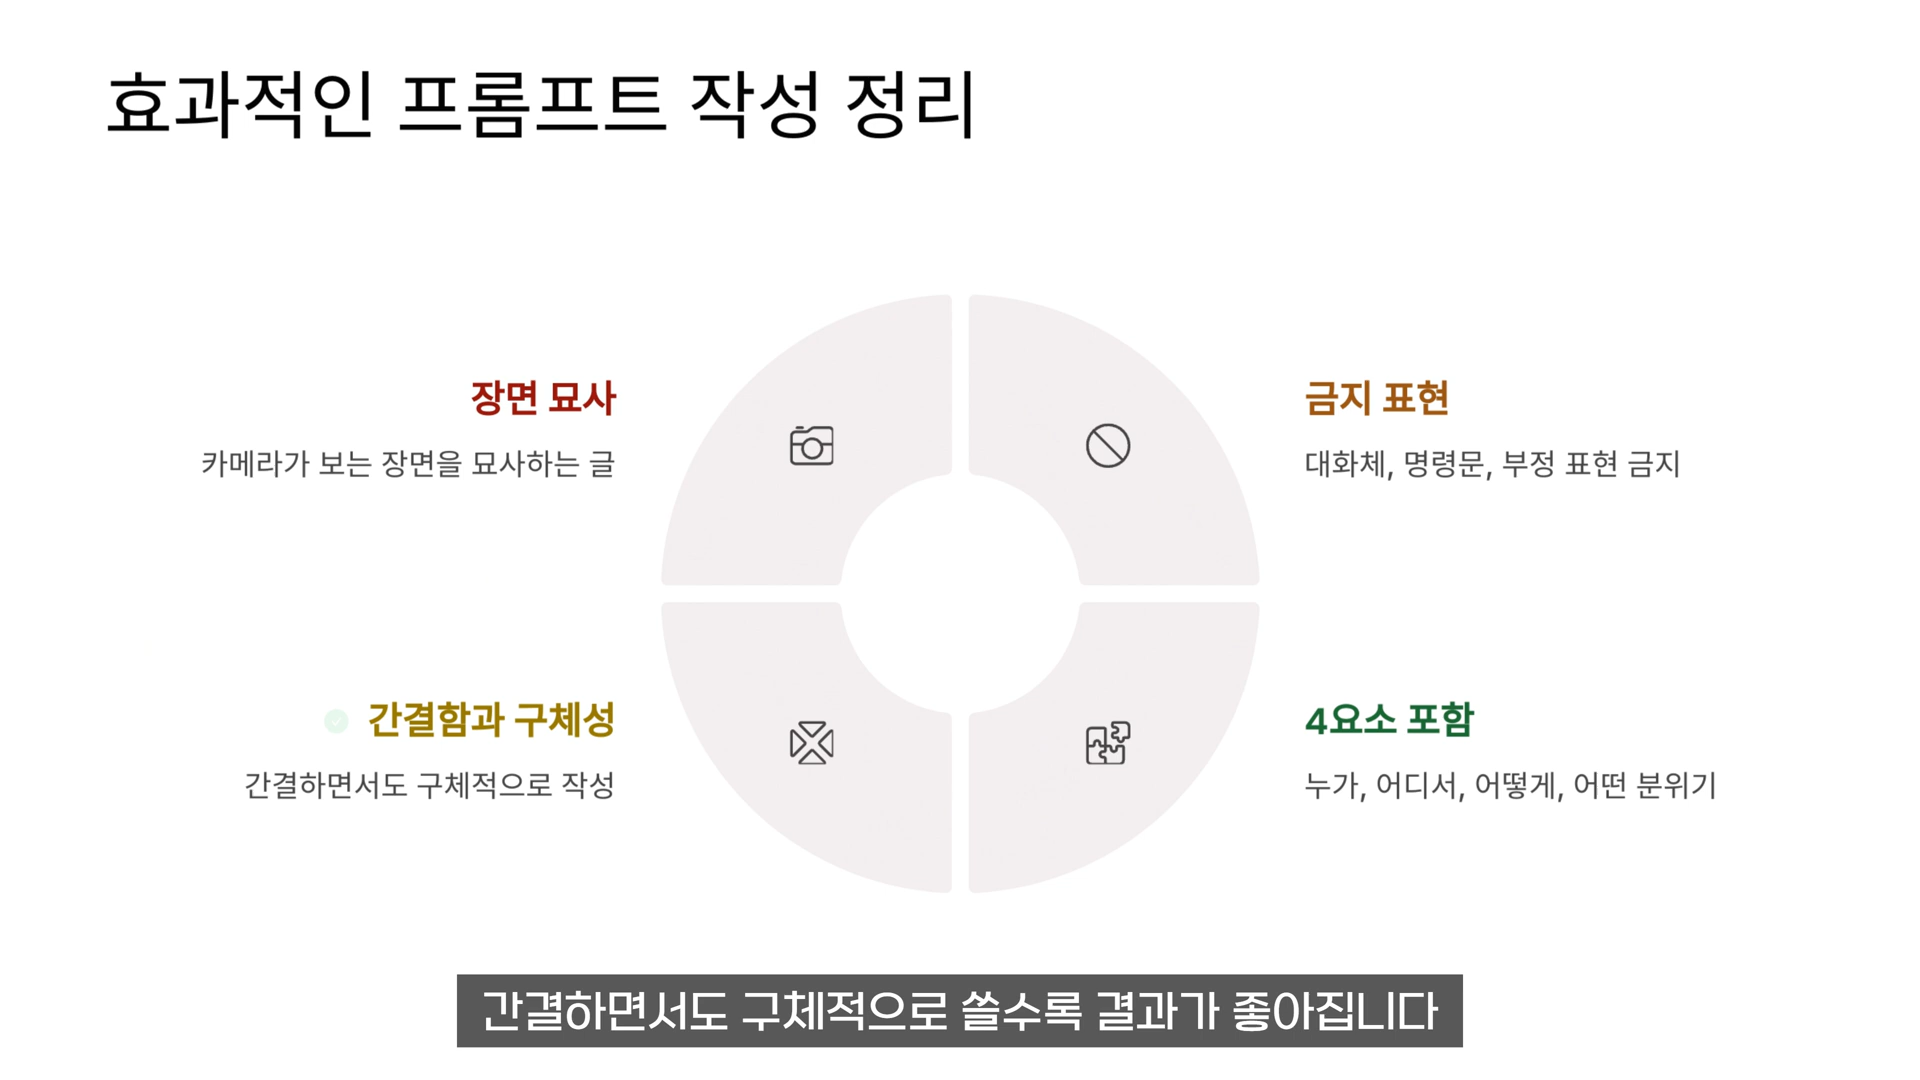 효과적인 프롬프트 작성 정리
장면 묘사
카메라가 보는 장면을 묘사하는 글
금지 표현
대화체, 명령문, 부정 표현 금지
간결함과 구체성
간결하면서도 구체적으로 작성
4요소 포함
누가, 어디서, 어떻게, 어떤 분위기
간결하면서도 구체적으로 쓸수록 결과가 좋아집니다